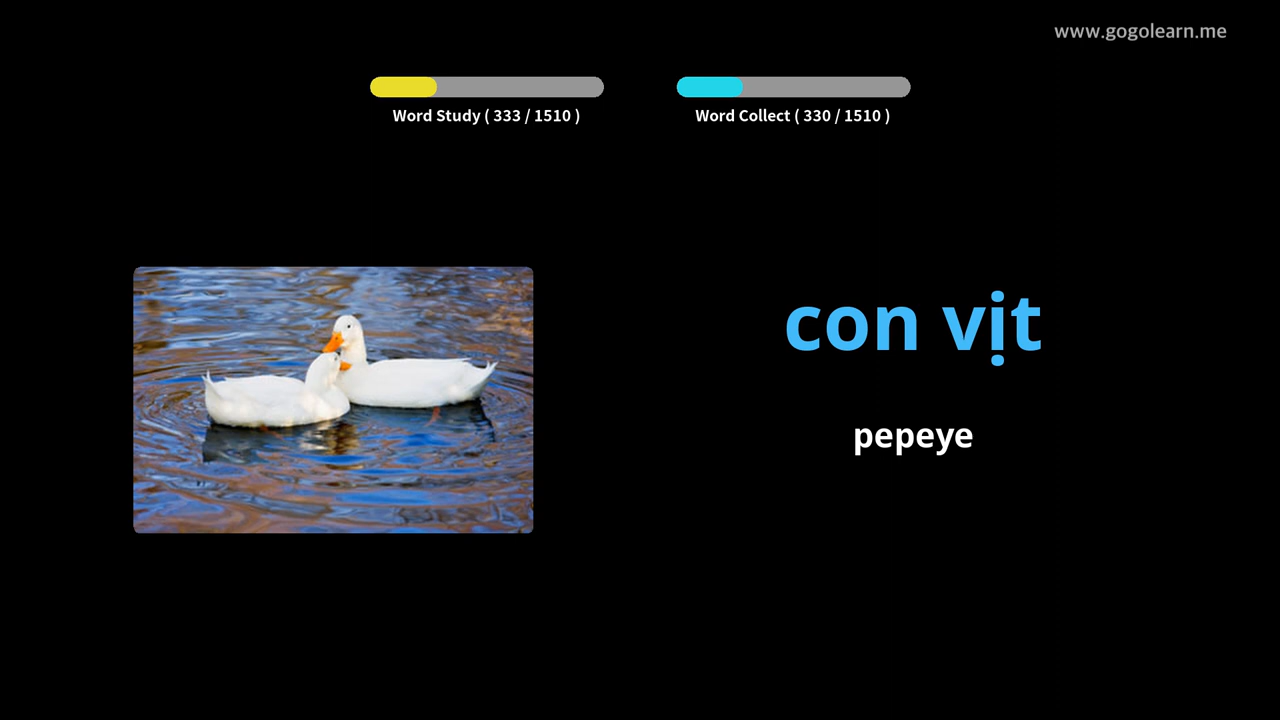 www.gogolearn.me
Word Study ( 333 / 1510 )
Word Collect ( 330 / 1510 )
con vịt
pepeye